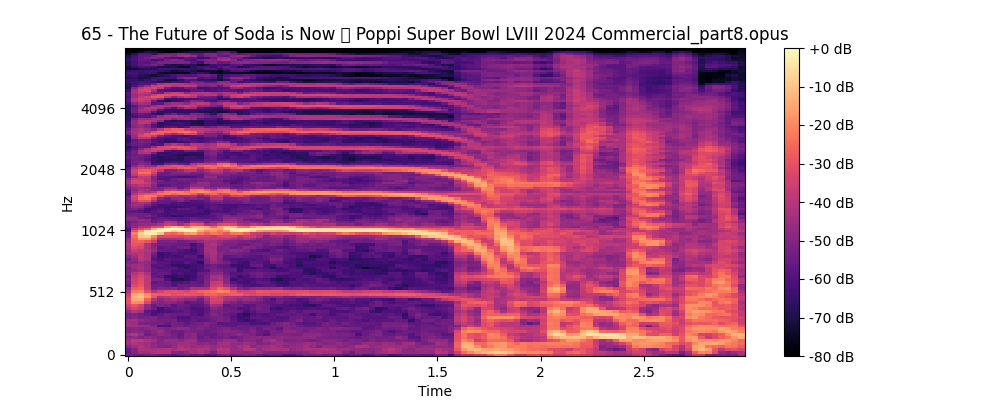 65 - The Future of Soda is Now Poppi Super Bowl LVIII 2024 Commercial_part8.opus
Hz
4096
2048
1024
512
0
0 0.5 1 1.5 2 2.5
Time
+0 dB
-10 dB
-20 dB
-30 dB
-40 dB
-50 dB
-60 dB
-70 dB
-80 dB